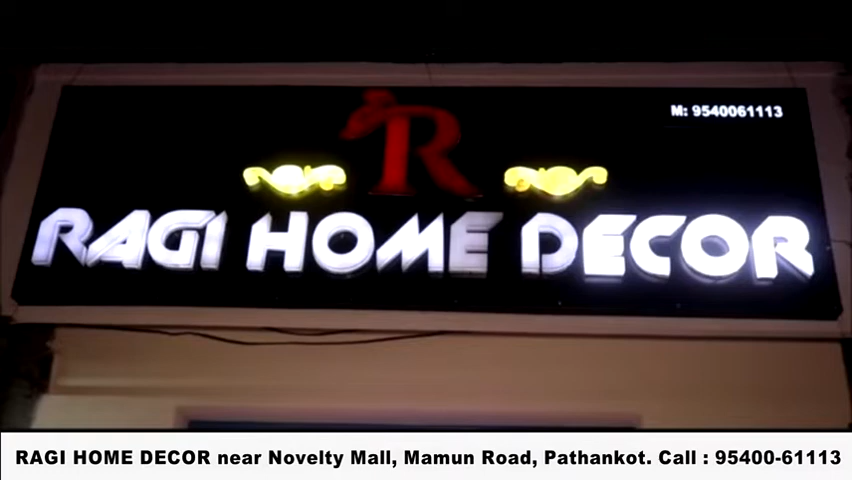 R
M: 9540061113
RAGI HOME DECOR
RAGI HOME DECOR near Novelty Mall, Mamun Road, Pathankot. Call : 95400-61113